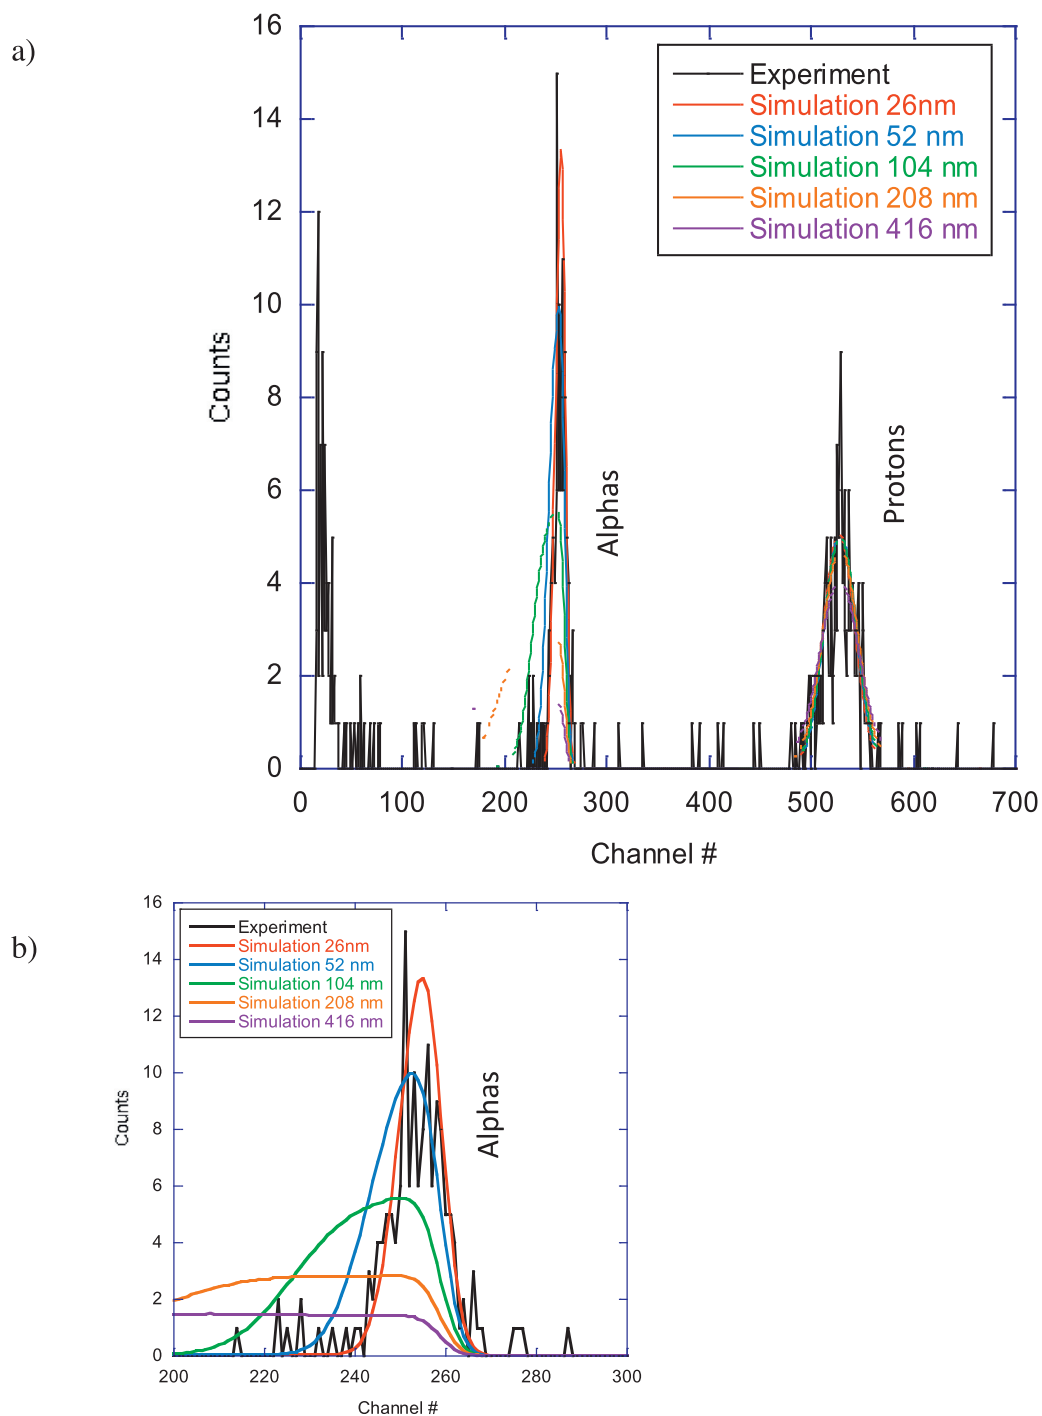 a)
16
14
12
10
8
6
4
2
0
Counts
Experiment
Simulation 26nm
Simulation 52 nm
Simulation 104 nm
Simulation 208 nm
Simulation 416 nm
Alphas
Protons
0 100 200 300 400 500 600 700
Channel #
b)
16
14
12
10
8
6
4
2
0
Counts
Experiment
Simulation 26nm
Simulation 52 nm
Simulation 104 nm
Simulation 208 nm
Simulation 416 nm
Alphas
200 220 240 260 280 300
Channel #